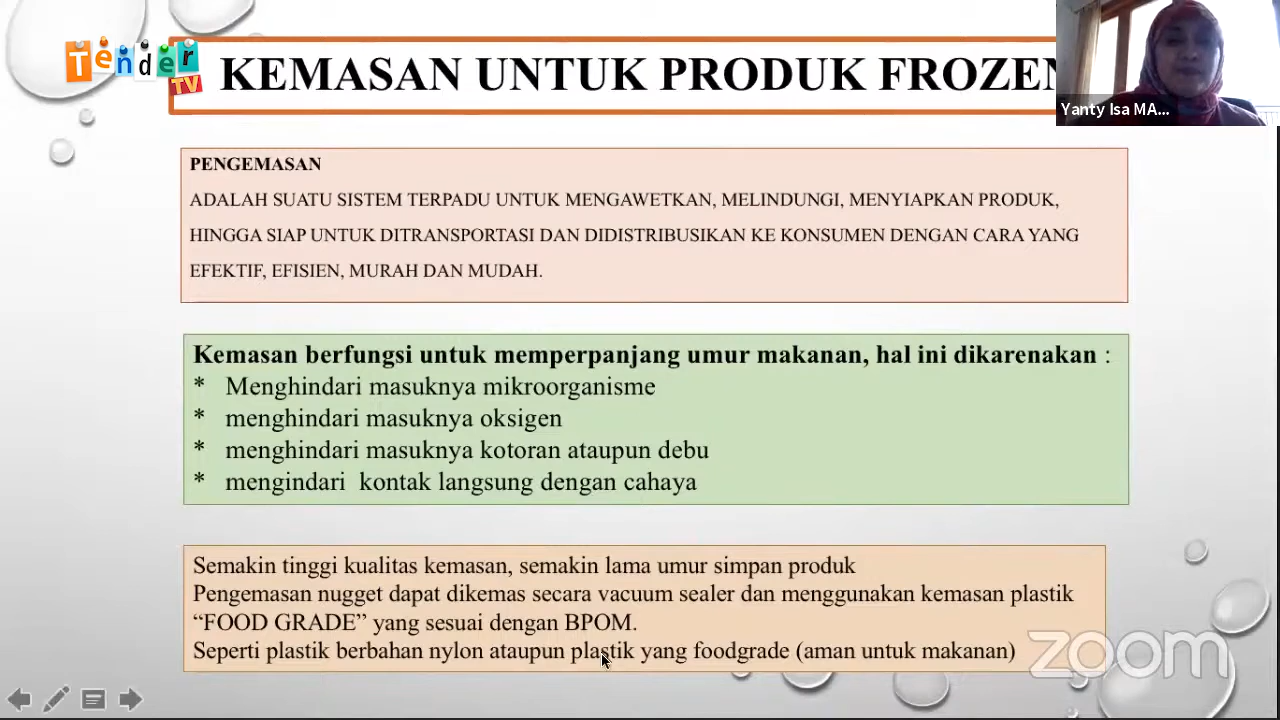 Tender
TV
KEMASAN UNTUK PRODUK FROZEN
Yanty Isa MA...
PENGEMASAN
ADALAH SUATU SISTEM TERPADU UNTUK MENGAWETKAN, MELINDUNGI, MENYIAPKAN PRODUK,
HINGGA SIAP UNTUK DITRANSPORTASI DAN DIDISTRIBUSIKAN KE KONSUMEN DENGAN CARA YANG
EFEKTIF, EFISIEN, MURAH DAN MUDAH.
Kemasan berfungsi untuk memperpanjang umur makanan, hal ini dikarenakan :
* Menghindari masuknya mikroorganisme
* menghindari masuknya oksigen
* menghindari masuknya kotoran ataupun debu
* mengindari kontak langsung dengan cahaya
Semakin tinggi kualitas kemasan, semakin lama umur simpan produk
Pengemasan nugget dapat dikemas secara vacuum sealer dan menggunakan kemasan plastik
“FOOD GRADE” yang sesuai dengan BPOM.
Seperti plastik berbahan nylon ataupun plastik yang foodgrade (aman untuk makanan)
zoom